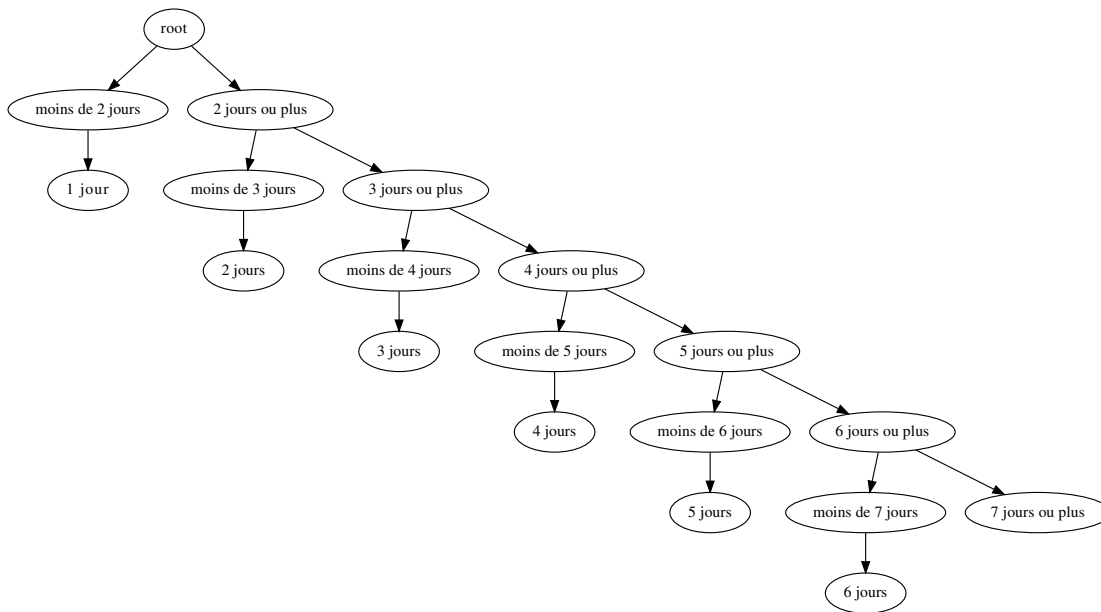 root
moins de 2 jours
2 jours ou plus
1 jour
moins de 3 jours
3 jours ou plus
2 jours
moins de 4 jours
4 jours ou plus
3 jours
moins de 5 jours
5 jours ou plus
4 jours
moins de 6 jours
6 jours ou plus
5 jours
moins de 7 jours
7 jours ou plus
6 jours